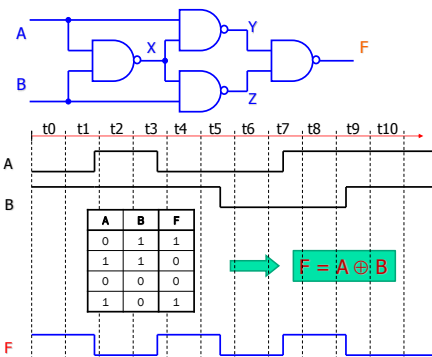 A
X
Y
F
B
Z
t0 t1 t2 t3 t4 t5 t6 t7 t8 t9 t10
A
B
A B F
0 1 1
1 1 0
0 0 0
1 0 1
F = A ⊕ B
F